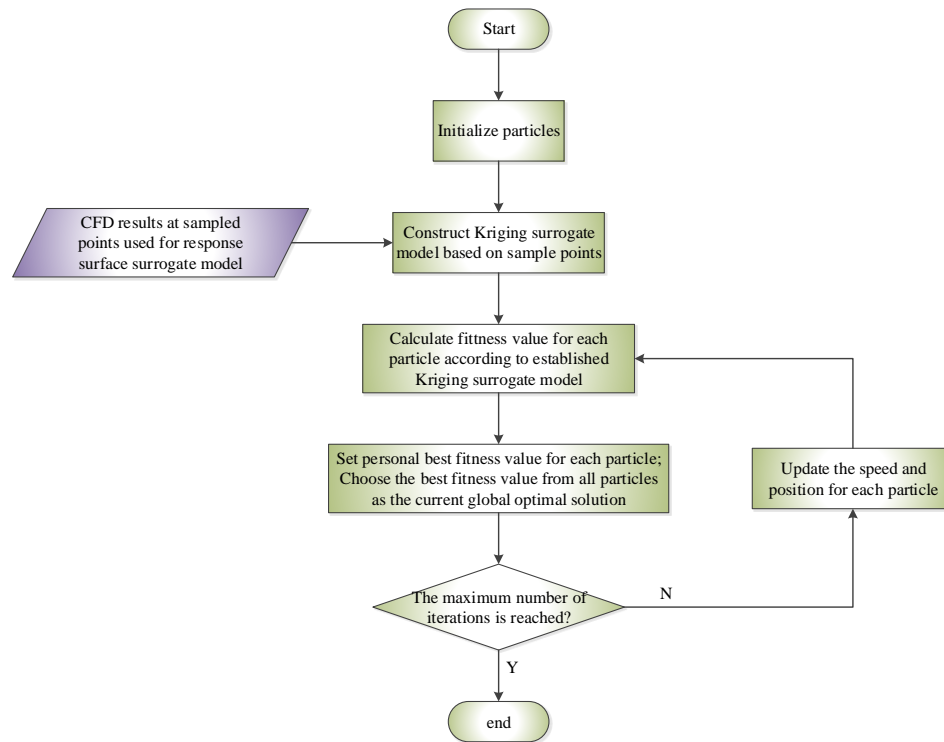 Start
Initialize particles
CFD results at sampled
points used for response
surface surrogate model
Construct Kriging surrogate
model based on sample points
Calculate fittness value for each
particle according to established
Kriging surrogate model
Set personal best fitness value for each particle;
Choose the best fitness value from all particles
as the current global optimal solution
Update the speed and
position for each particle
The maximum number of
iterations is reached?
N
Y
end